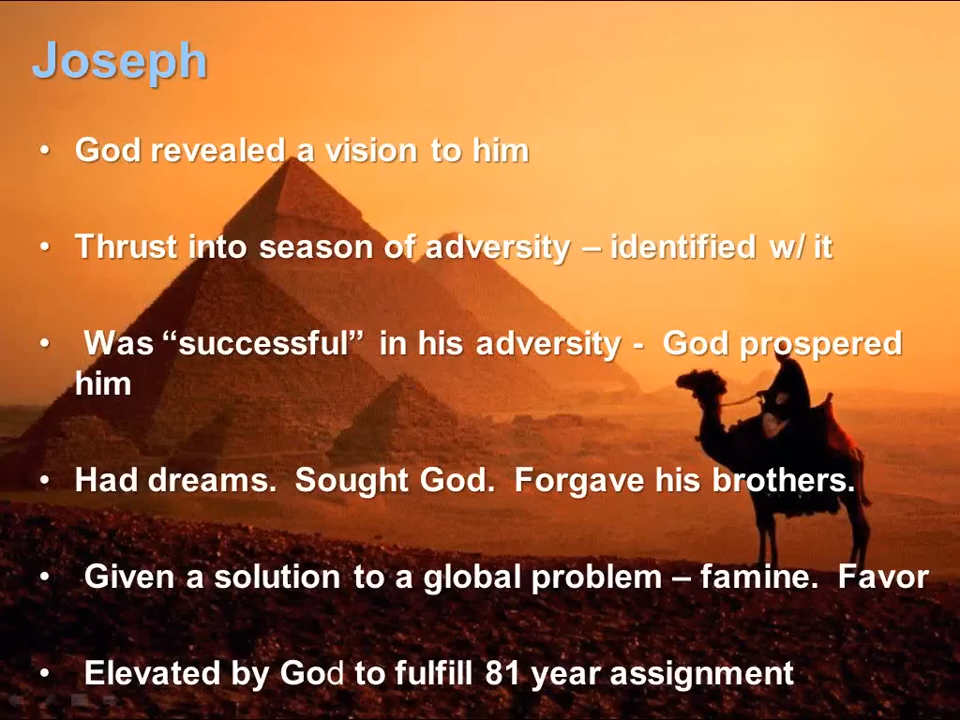 Joseph
• God revealed a vision to him
• Thrust into season of adversity – identified w/ it
• Was “successful” in his adversity - God prospered
him
• Had dreams. Sought God. Forgave his brothers.
• Given a solution to a global problem – famine. Favor
• Elevated by God to fulfill 81 year assignment